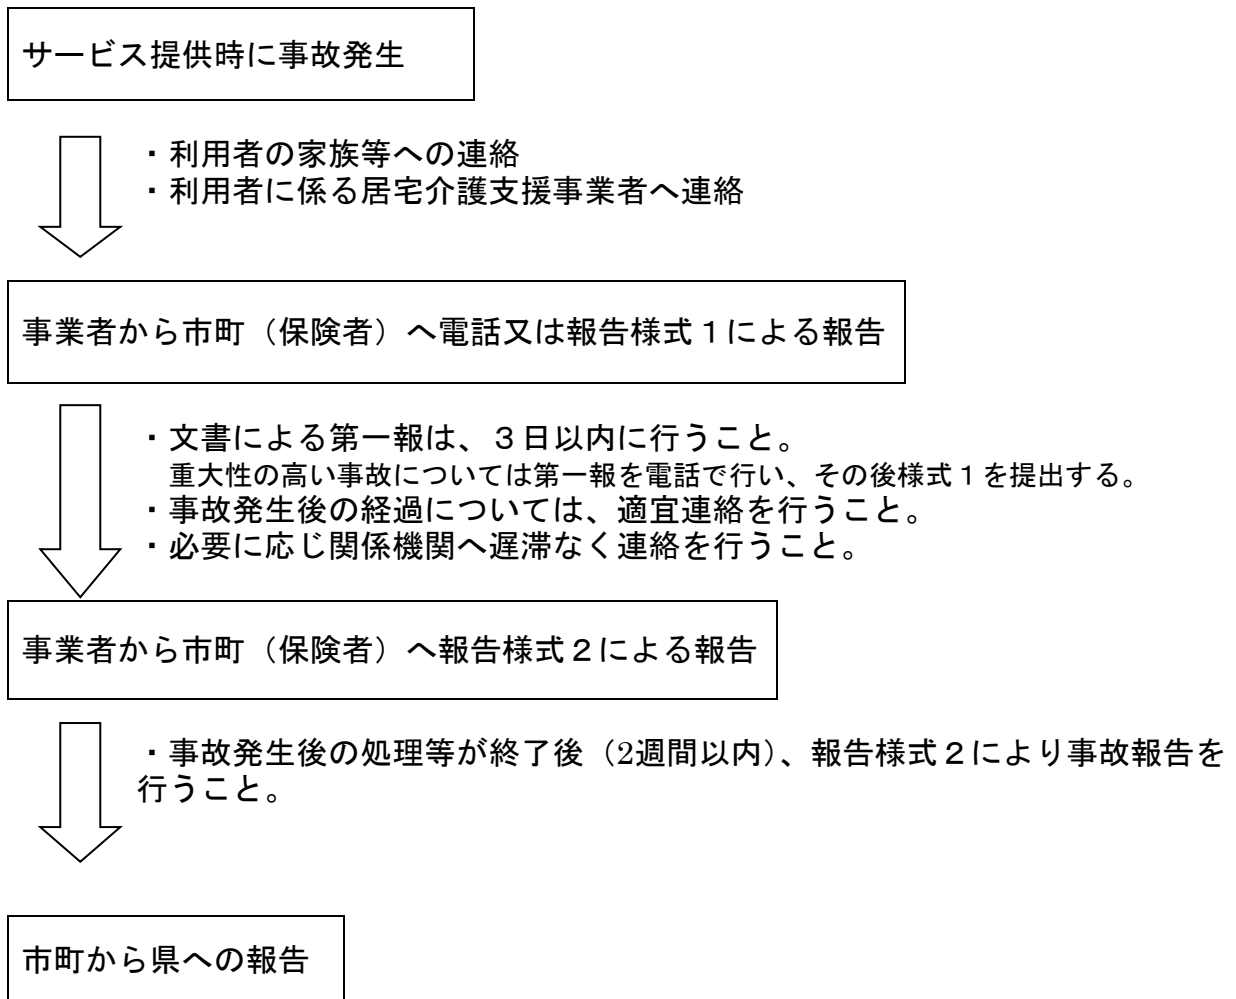 サービス提供時に事故発生
・利用者の家族等への連絡
・利用者に係る居宅介護支援事業者へ連絡
事業者から市町（保険者）へ電話又は報告様式１による報告
・文書による第一報は、３日以内に行うこと。
重大性の高い事故については第一報を電話で行い、その後様式１を提出する。
・事故発生後の経過については、適宜連絡を行うこと。
・必要に応じ関係機関へ遅滞なく連絡を行うこと。
事業者から市町（保険者）へ報告様式２による報告
・事故発生後の処理等が終了後（2週間以内）、報告様式２により事故報告を
行うこと。
市町から県への報告